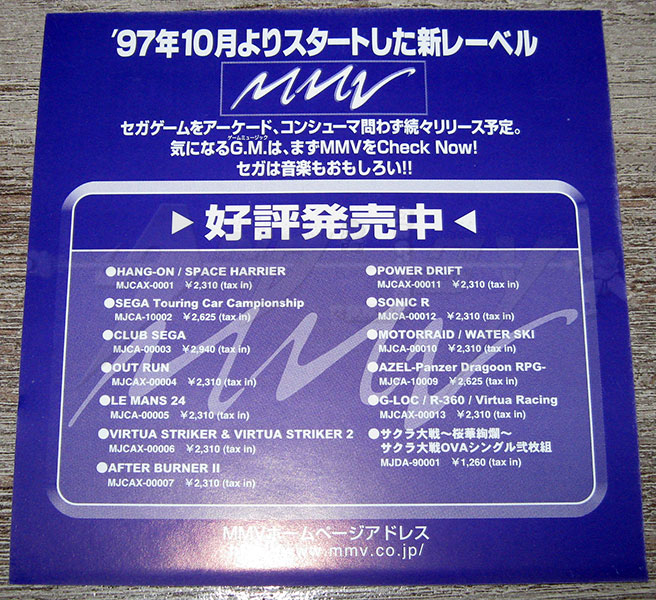 '97年10月よりスタートした新レーベル
MMV
セガゲームをアーケード、コンシューマ問わず続々リリース予定。
ゲームミュージック
気になるG.M.は、まずMMVをCheck Now!
セガは音楽もおもしろい!!
▶好評発売中◀
●HANG-ON / SPACE HARRIER
MJCAX-0001 ¥2,310 (tax in)
●SEGA Touring Car Campionship
MJCA-10002 ¥2,625 (tax in)
●CLUB SEGA
MJCA-00003 ¥2,940 (tax in)
●OUT RUN
MJCAX-00004 ¥2,310 (tax in)
●LE MANS 24
MJCA-00005 ¥2,310 (tax in)
●VIRTUA STRIKER & VIRTUA STRIKER 2
MJCAX-00006 ¥2,310 (tax in)
●AFTER BURNER II
MJCAX-00007 ¥2,310 (tax in)
●POWER DRIFT
MJCAX-00011 ¥2,310 (tax in)
●SONIC R
MJCA-00012 ¥2,310 (tax in)
●MOTORRAID / WATER SKI
MJCA-00010 ¥2,310 (tax in)
●AZEL-Panzer Dragoon RPG-
MJCA-10009 ¥2,625 (tax in)
●G-LOC / R-360 / Virtua Racing
MJCAX-00013 ¥2,310 (tax in)
●サクラ大戦〜桜華絢爛〜
サクラ大戦OVAシングル弐枚組
MJDA-90001 ¥1,260 (tax in)
MMV
MMVホームページアドレス
http://www.mmv.co.jp/